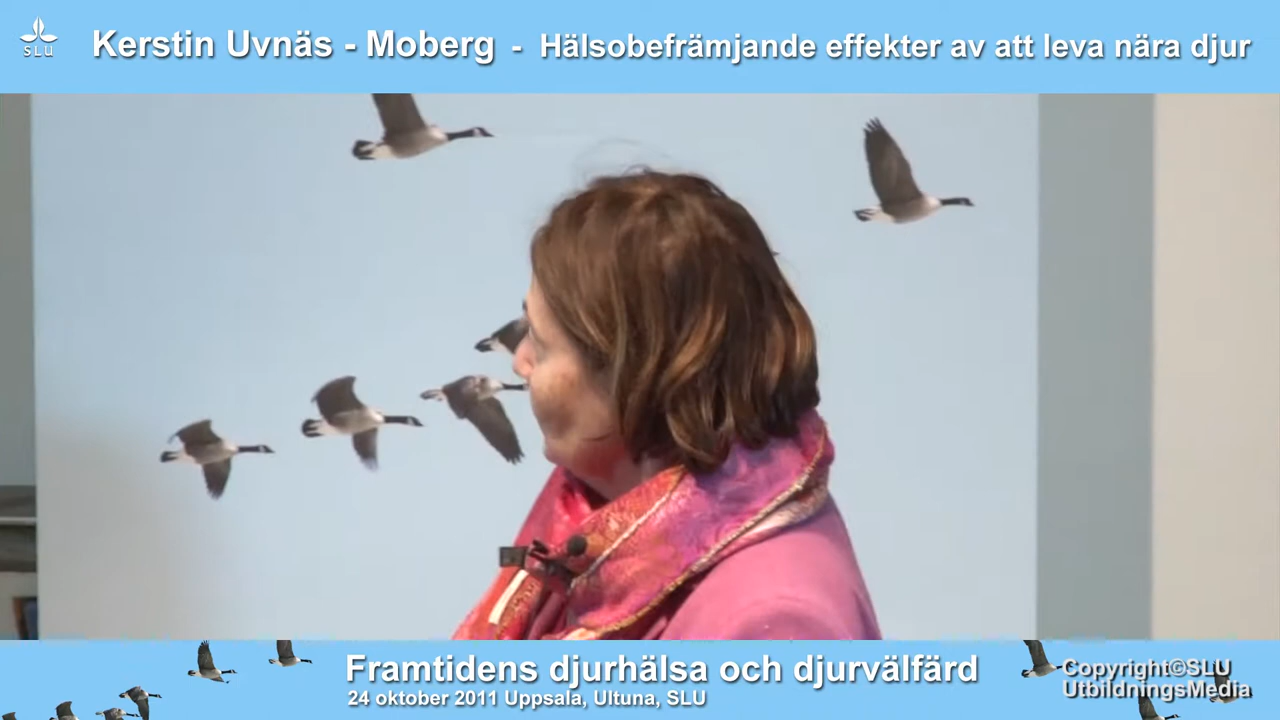 SLU
Kerstin Uvnäs - Moberg - Hälsobefrämjande effekter av att leva nära djur
Framtidens djurhälsa och djurvälfärd
24 oktober 2011 Uppsala, Ultuna, SLU
Copyright©SLU
UtbildningsMedia